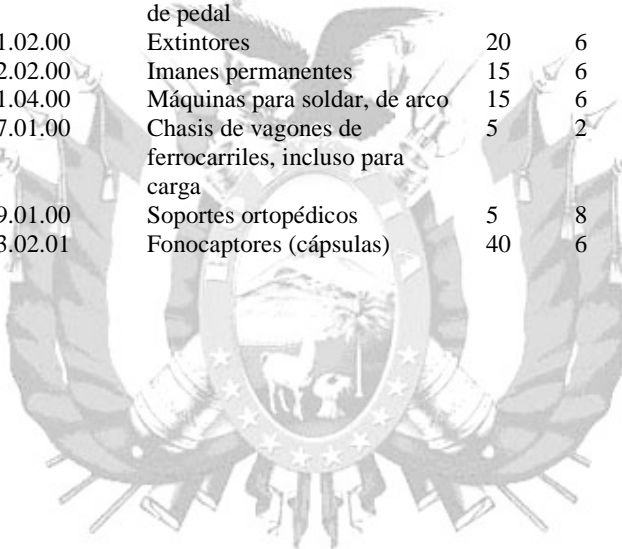 de pedal
1.02.00 Extintores 20 6
2.02.00 Imanes permanentes 15 6
1.04.00 Máquinas para soldar, de arco 15 6
7.01.00 Chasis de vagones de 5 2
ferrocarriles, incluso para
carga
9.01.00 Soportes ortopédicos 5 8
3.02.01 Fonocaptores (cápsulas) 40 6